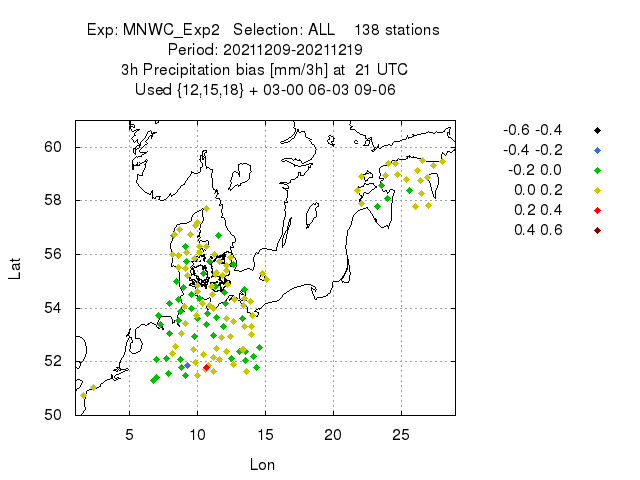 Exp: MNWC_Exp2 Selection: ALL 138 stations
Period: 20211209-20211219
3h Precipitation bias [mm/3h] at 21 UTC
Used {12,15,18} + 03-00 06-03 09-06
-0.6 -0.4
-0.4 -0.2
-0.2 0.0
0.0 0.2
0.2 0.4
0.4 0.6
60
58
56
54
52
50
Lat
5 10 15 20 25
Lon